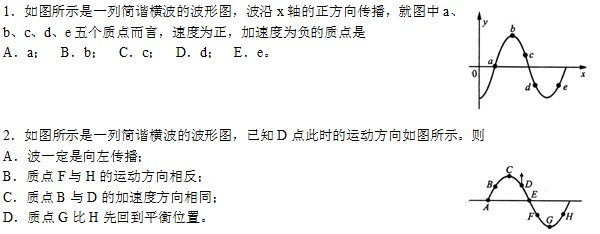 1. 如图所示是一列简谐横波的波形图，波沿 x 轴的正方向传播，就图中 a、
b、c、d、e 五个质点而言，速度为正，加速度为负的质点是
A. a； B. b； C. c； D. d； E. e。
y
b
a
c
0
x
d
e
2. 如图所示是一列简谐横波的波形图，已知 D 点此时的运动方向如图所示。则
A. 波一定是向左传播；
B. 质点 F 与 H 的运动方向相反；
C. 质点 B 与 D 的加速度方向相同；
D. 质点 G 比 H 先回到平衡位置。
C
B
D
E
A
F
G
H